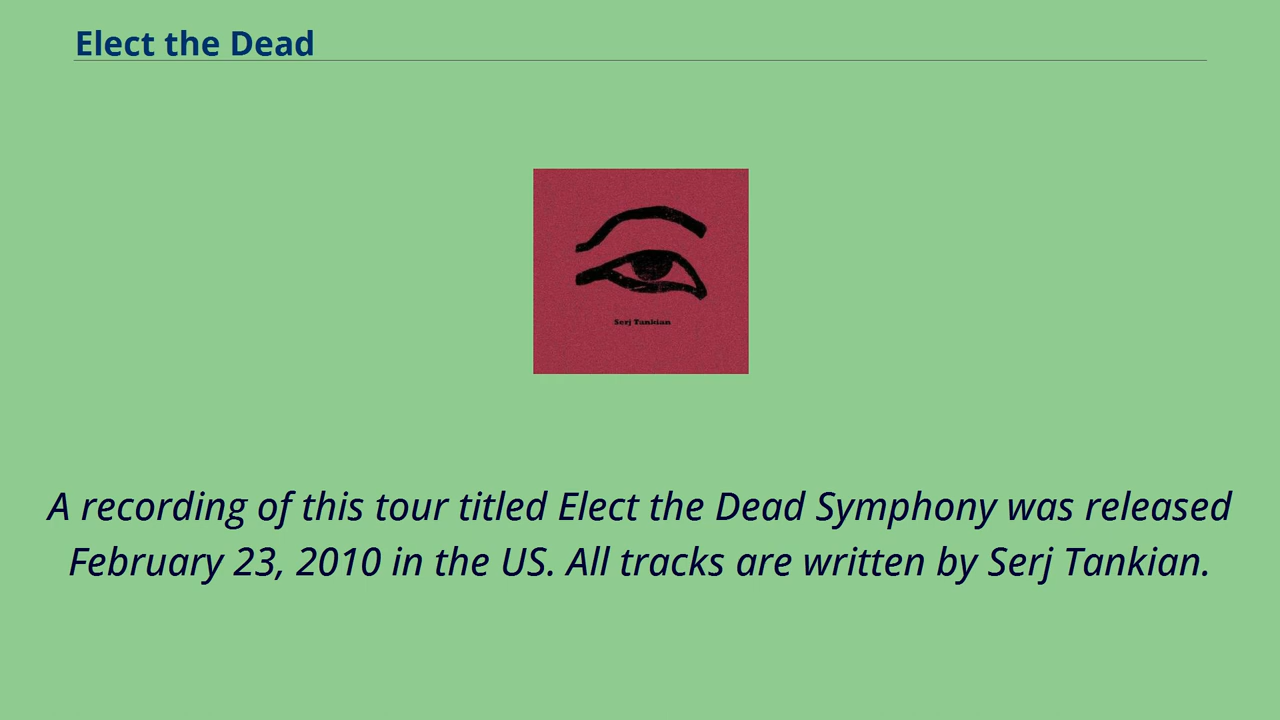 Elect the Dead
Serj Tankian
A recording of this tour titled Elect the Dead Symphony was released
February 23, 2010 in the US. All tracks are written by Serj Tankian.